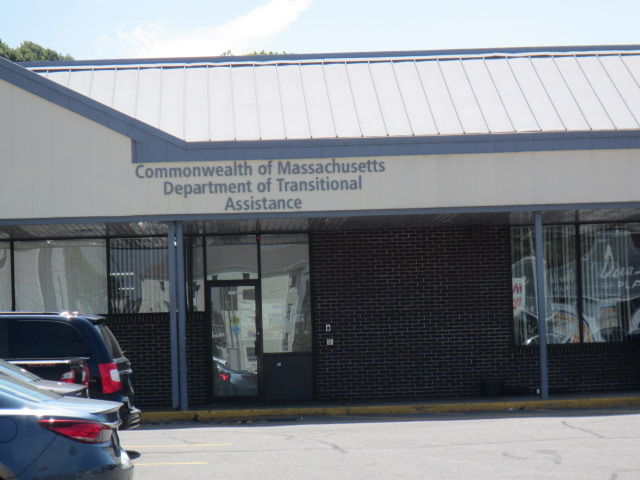 Commonwealth of Massachusetts
Department of Transitional
Assistance